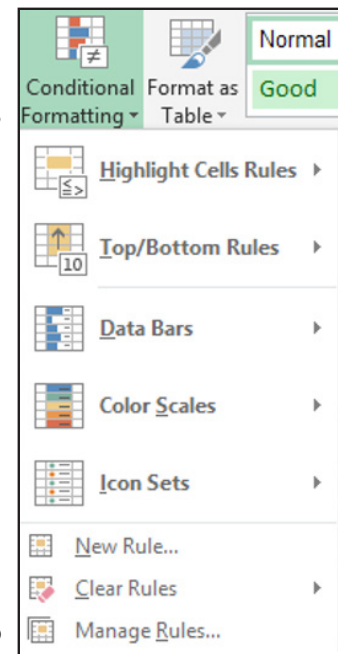 Conditional
Formatting
Format as
Table
Normal
Good
Highlight Cells Rules
≤ >
Top/Bottom Rules
10
Data Bars
Color Scales
Icon Sets
New Rule...
Clear Rules
Manage Rules...